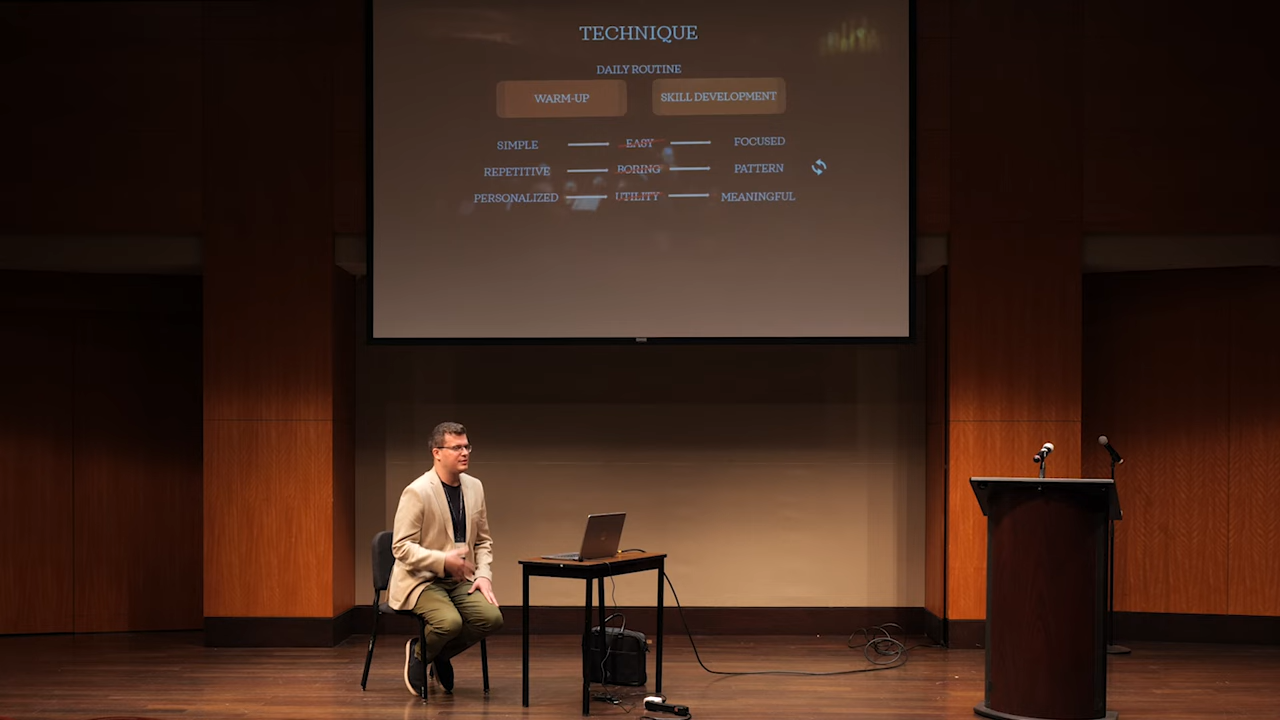 TECHNIQUE
DAILY ROUTINE
WARM-UP SKILL DEVELOPMENT
SIMPLE EASY FOCUSED
REPETITIVE BORING PATTERN
PERSONALIZED UTILITY MEANINGFUL